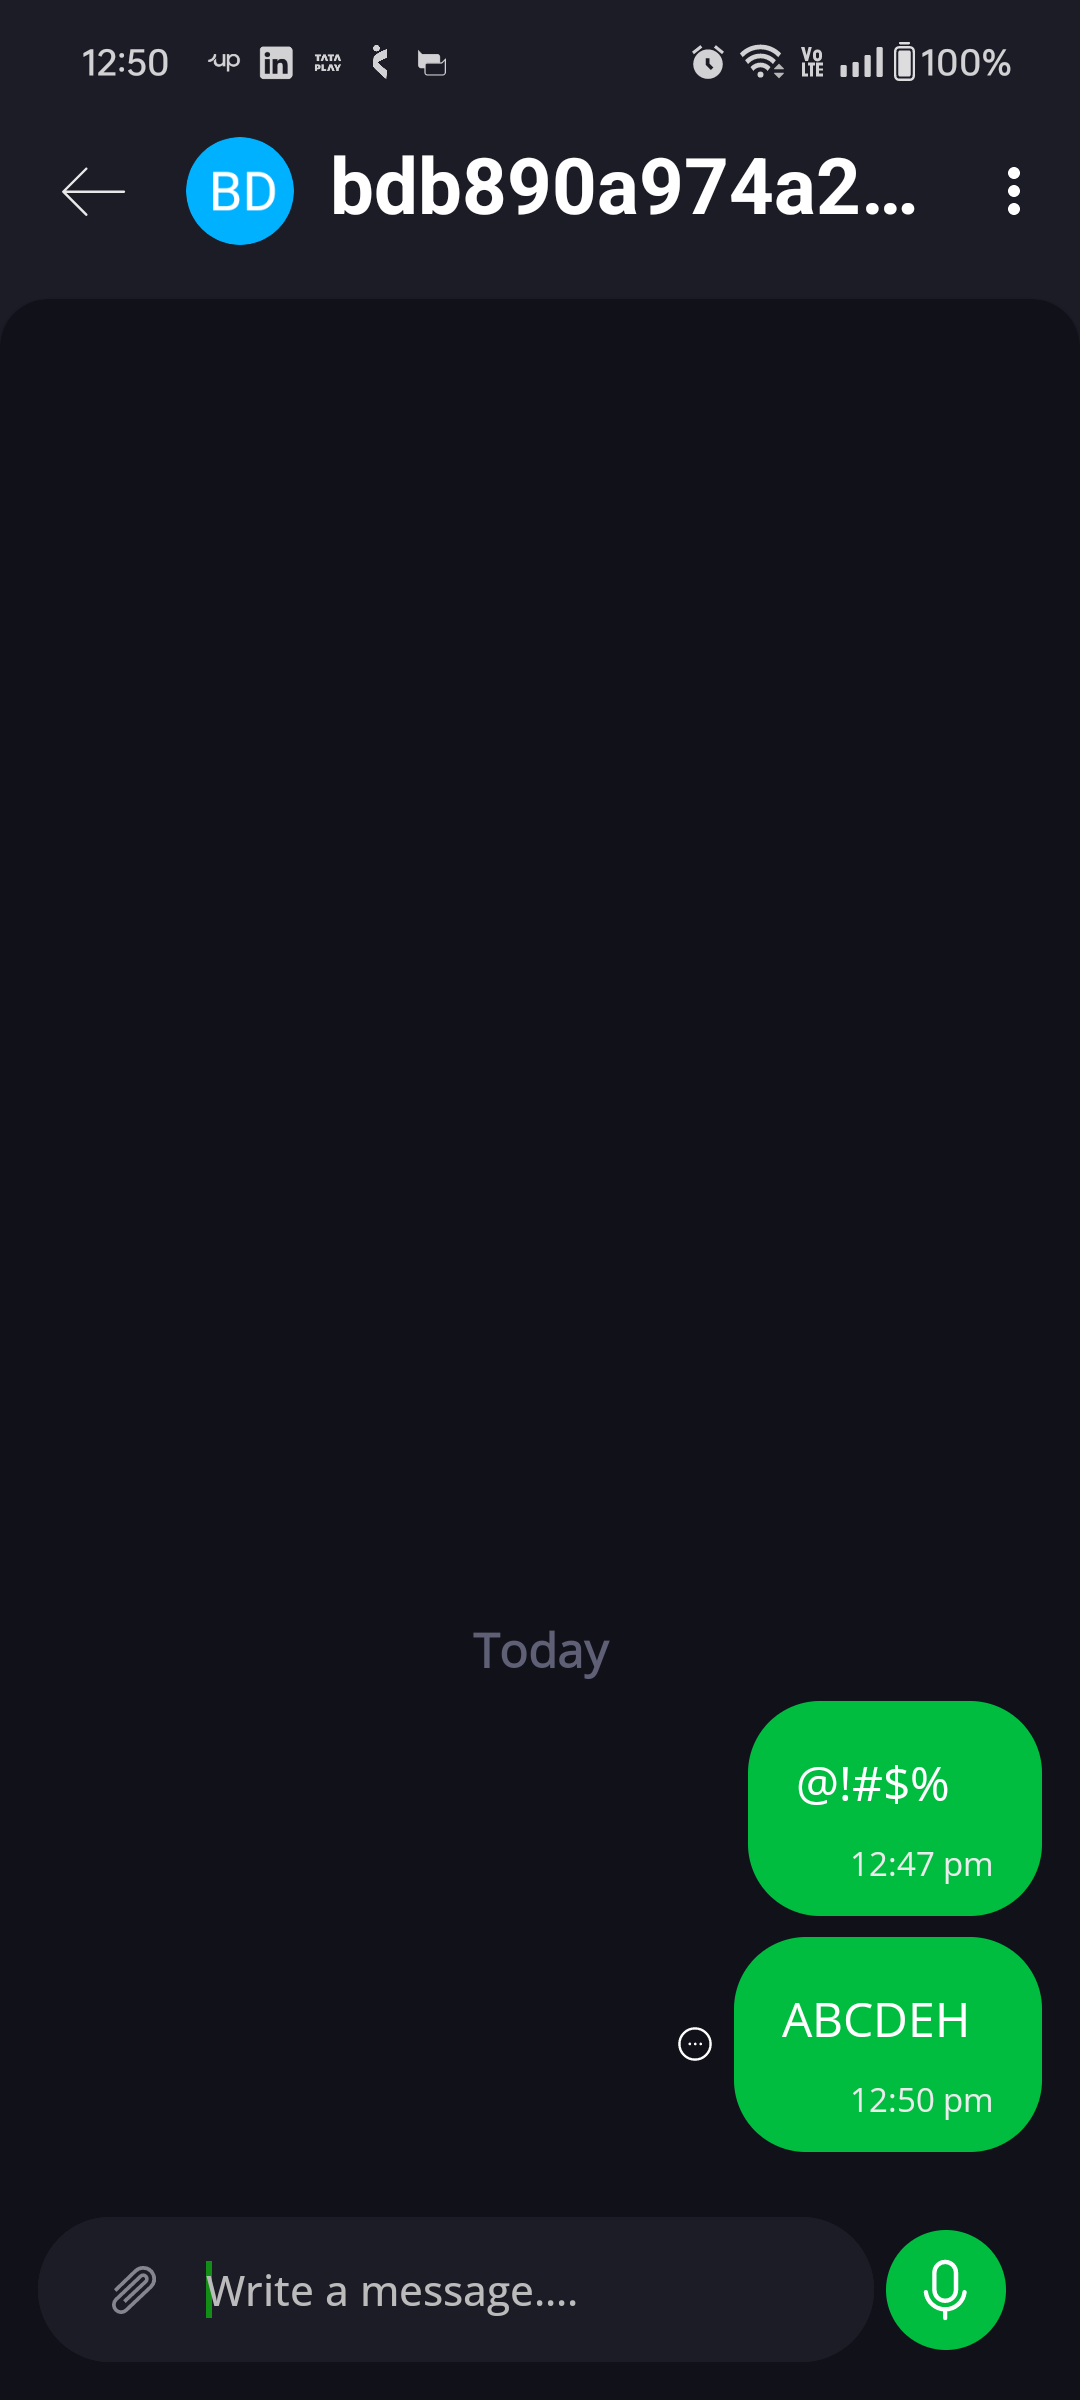 12:50 up in TATA PLAY Vo LTE 100%
BD bdb890a974a2...
Today
@!#$%
12:47 pm
ABCDEH
12:50 pm
Write a message....